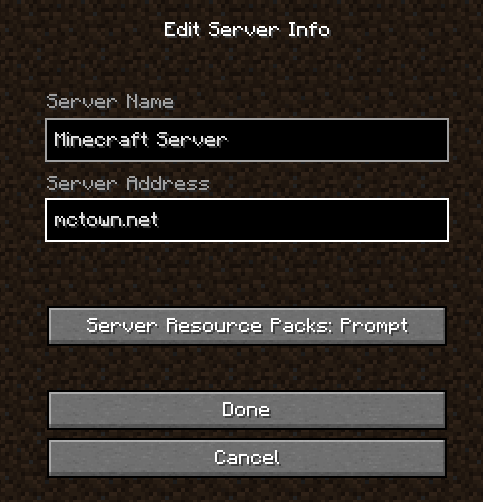 Edit Server Info
Server Name
Minecraft Server
Server Address
mctown.net
Server Resource Packs: Prompt
Done
Cancel